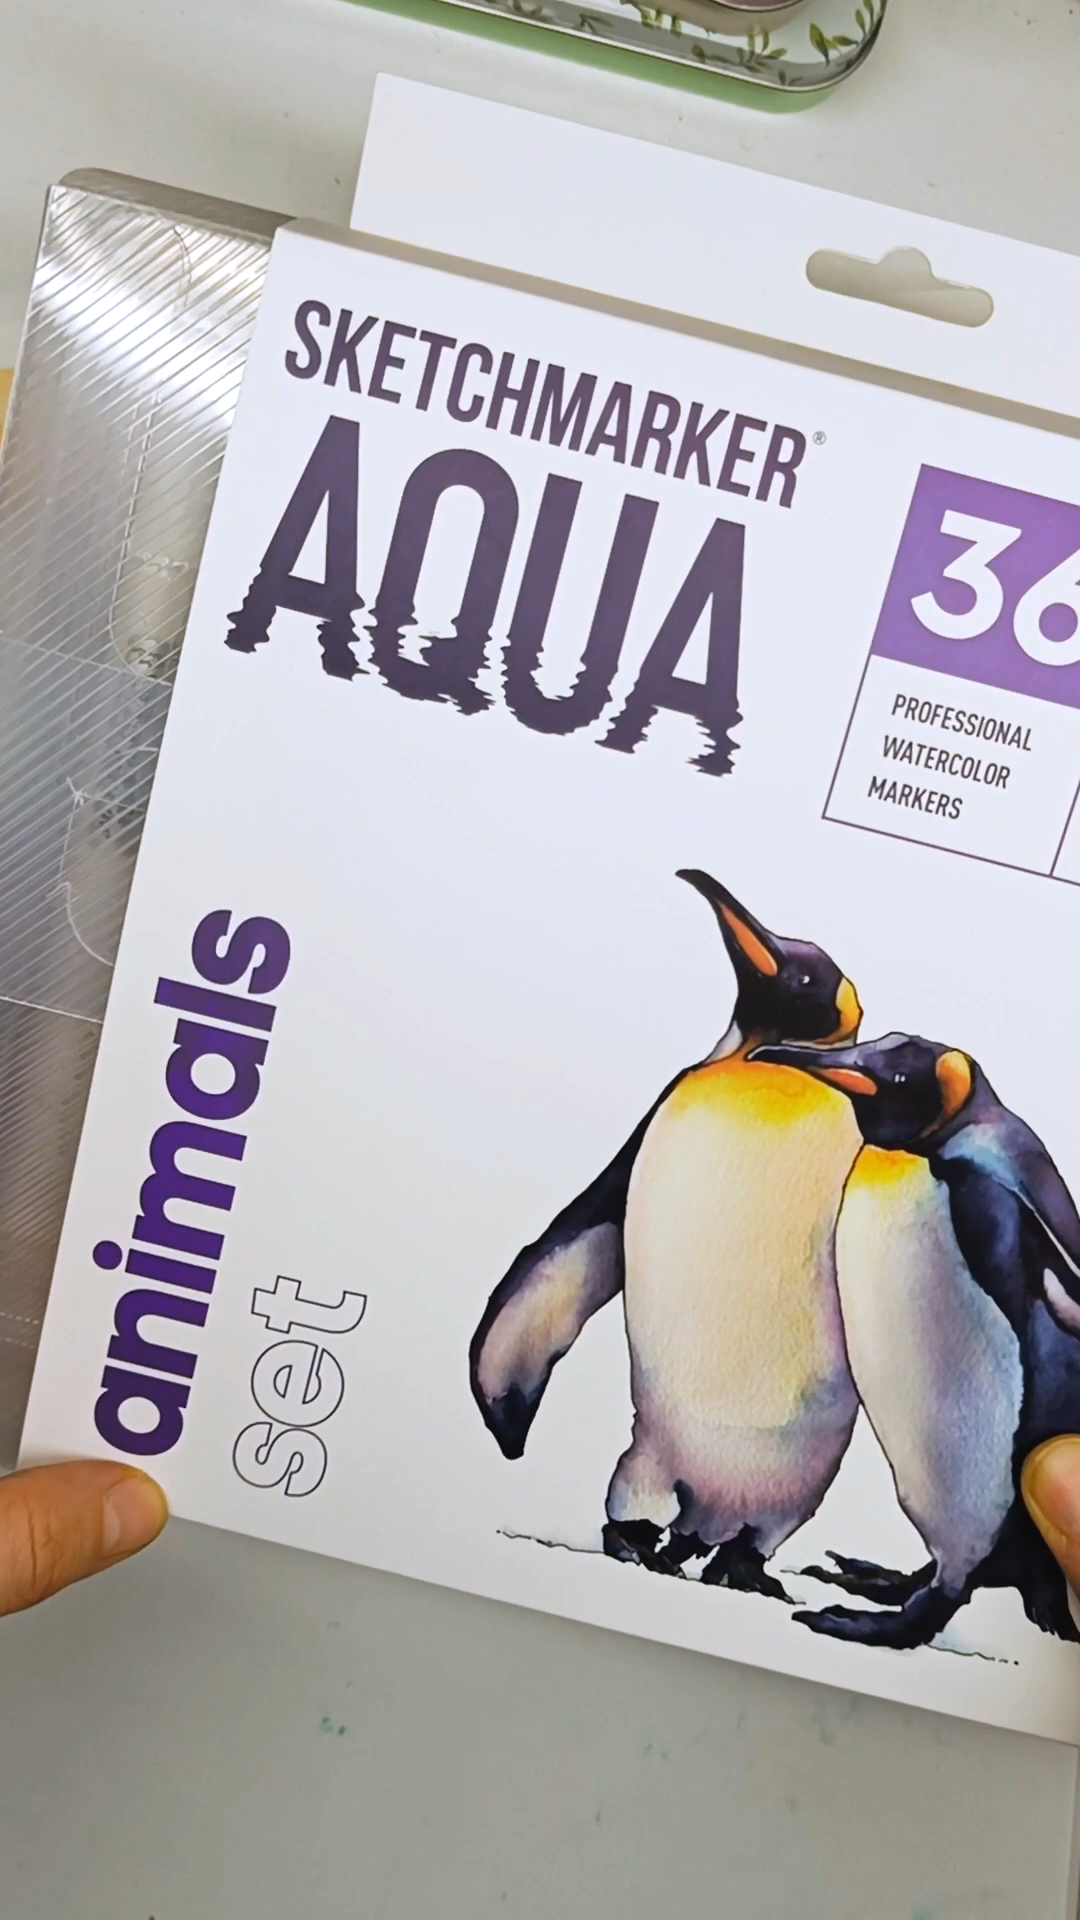 SKETCHMARKER®
AQUA
36
PROFESSIONAL
WATERCOLOR
MARKERS
animals
set